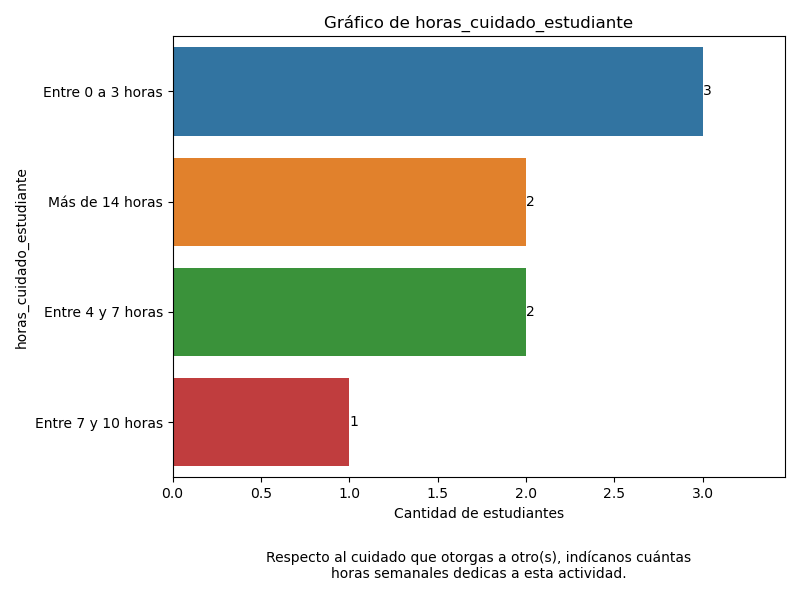 Gráfico de horas_cuidado_estudiante
horas_cuidado_estudiante
Entre 0 a 3 horas
3
Más de 14 horas
2
Entre 4 y 7 horas
2
Entre 7 y 10 horas
1
0.0 0.5 1.0 1.5 2.0 2.5 3.0
Cantidad de estudiantes
Respecto al cuidado que otorgas a otro(s), indícanos cuántas
horas semanales dedicas a esta actividad.